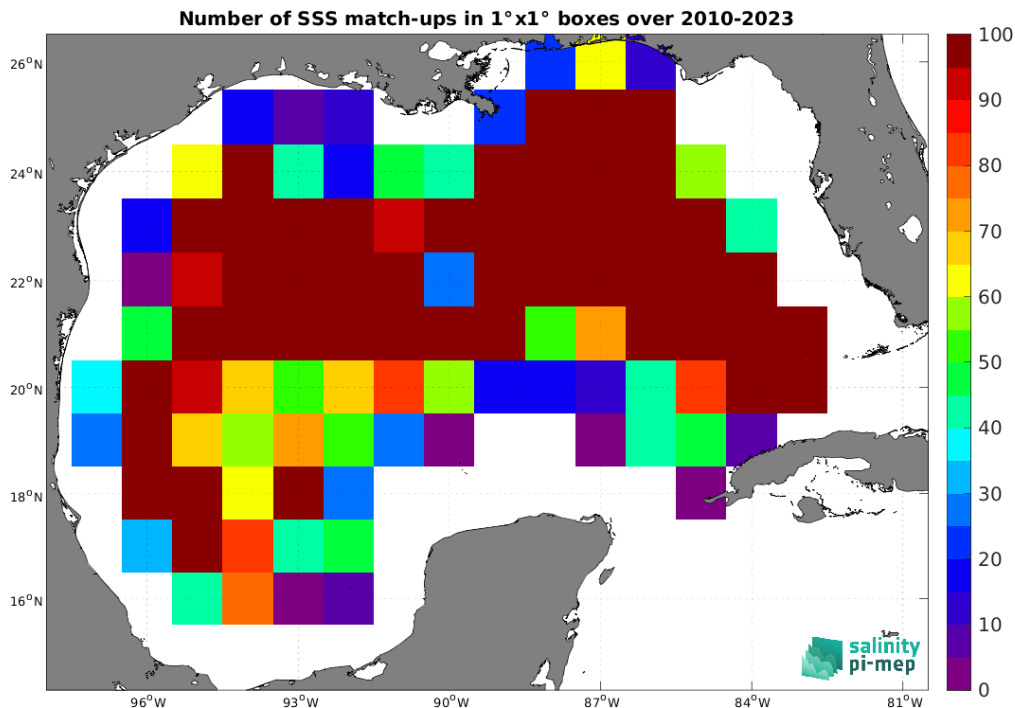 Number of SSS match-ups in 1°x1° boxes over 2010-2023
26°N
24°N
22°N
20°N
18°N
16°N
96°W
93°W
90°W
87°W
84°W
81°W
100
90
80
70
60
50
40
30
20
10
0
salinity
pi-mep